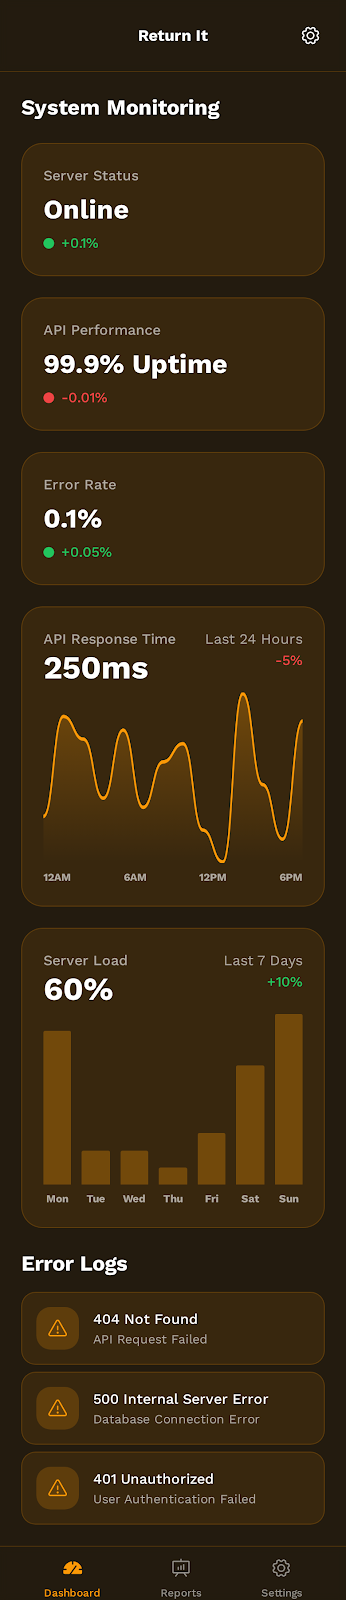 Return It
System Monitoring
Server Status
Online
+0.1%
API Performance
99.9% Uptime
-0.01%
Error Rate
0.1%
+0.05%
API Response Time
Last 24 Hours
250ms
-5%
12AM 6AM 12PM 6PM
Server Load
Last 7 Days
60%
+10%
Mon Tue Wed Thu Fri Sat Sun
Error Logs
404 Not Found
API Request Failed
500 Internal Server Error
Database Connection Error
401 Unauthorized
User Authentication Failed
Dashboard Reports Settings